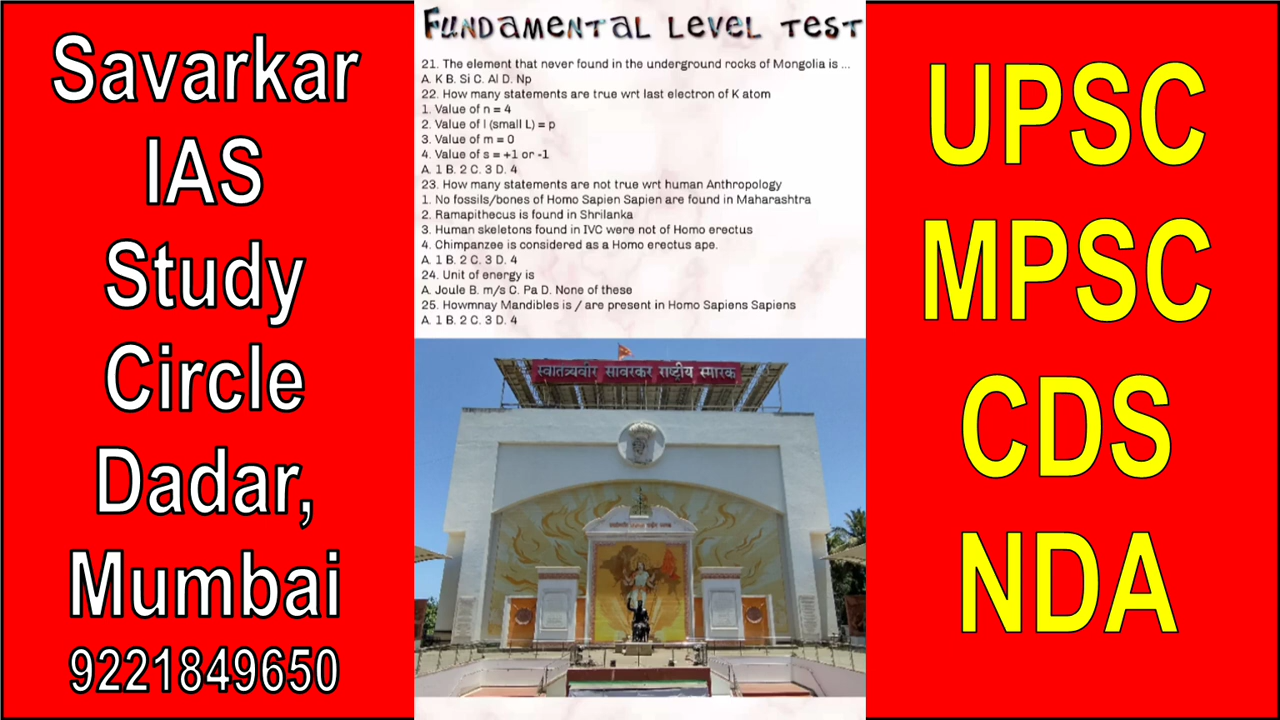 Savarkar
IAS
Study
Circle
Dadar,
Mumbai
9221849650
Fundamental Level Test
21. The element that never found in the underground rocks of Mongolia is ...
A. K B. Si C. Al D. Np
22. How many statements are true wrt last electron of K atom
1. Value of n = 4
2. Value of l (small L) = p
3. Value of m = 0
4. Value of s = +1 or -1
A. 1 B. 2 C. 3 D. 4
23. How many statements are not true wrt human Anthropology
1. No fossils/bones of Homo Sapien Sapien are found in Maharashtra
2. Ramapithecus is found in Shrilanka
3. Human skeletons found in IVC were not of Homo erectus
4. Chimpanzee is considered as a Homo erectus ape.
A. 1 B. 2 C. 3 D. 4
24. Unit of energy is
A. Joule B. m/s C. Pa D. None of these
25. Howmnay Mandibles is / are present in Homo Sapiens Sapiens
A. 1 B. 2 C. 3 D. 4
स्वातंत्र्यवीर सावरकर राष्ट्रीय स्मारक
UPSC
MPSC
CDS
NDA